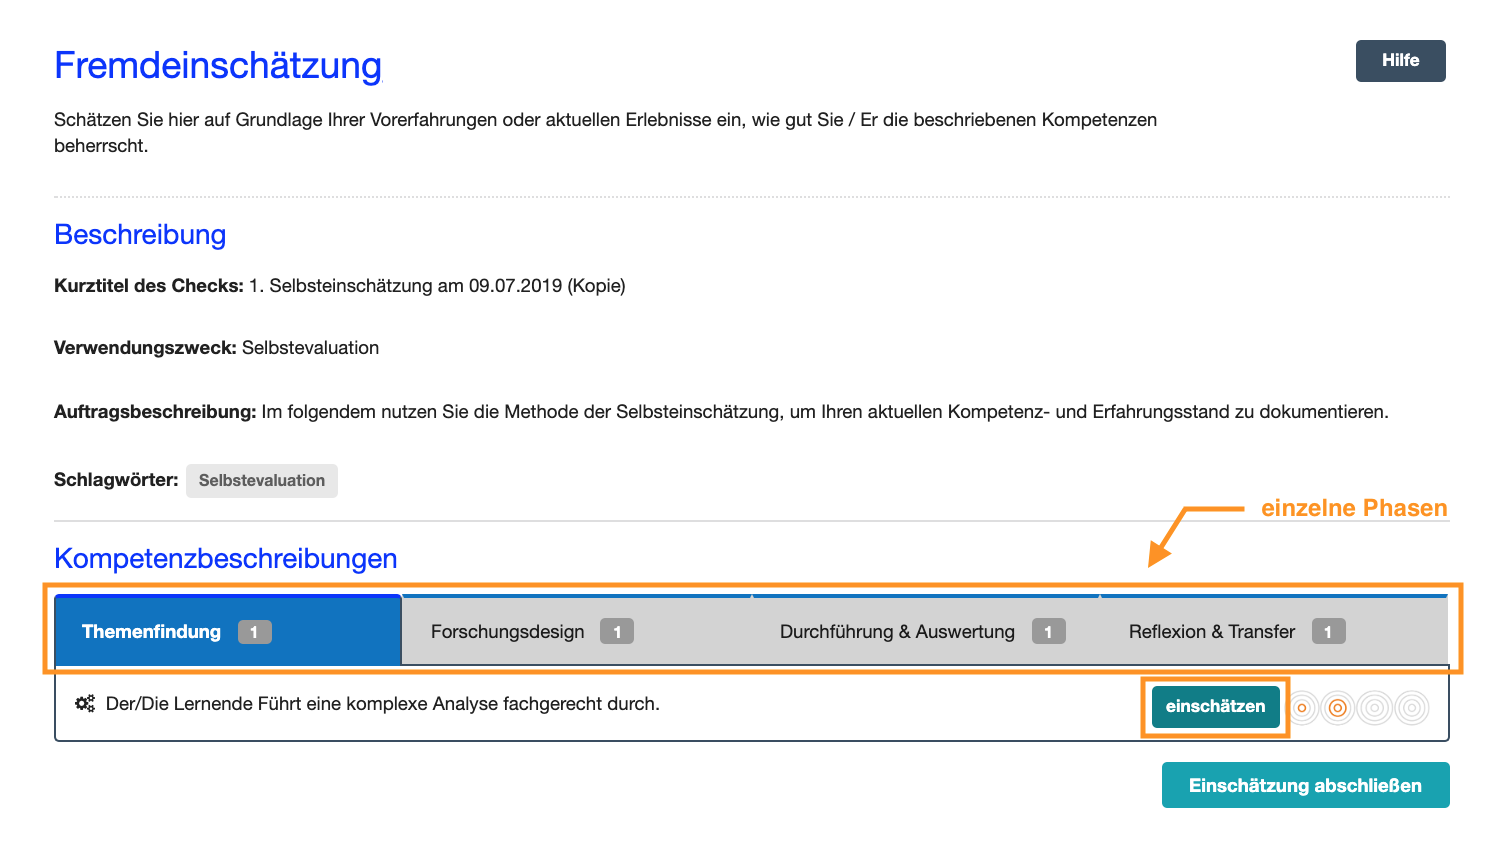 Fremdeinschätzung
Hilfe
Schätzen Sie hier auf Grundlage Ihrer Vorerfahrungen oder aktuellen Erlebnisse ein, wie gut Sie / Er die beschriebenen Kompetenzen
beherrscht.
Beschreibung
Kurztitel des Checks: 1. Selbsteinschätzung am 09.07.2019 (Kopie)
Verwendungszweck: Selbstevaluation
Auftragsbeschreibung: Im folgendem nutzen Sie die Methode der Selbsteinschätzung, um Ihren aktuellen Kompetenz- und Erfahrungsstand zu dokumentieren.
Schlagwörter: Selbstevaluation
einzelne Phasen
Kompetenzbeschreibungen
Themenfindung 1 Forschungsdesign 1 Durchführung & Auswertung 1 Reflexion & Transfer 1
Der/Die Lernende Führt eine komplexe Analyse fachgerecht durch. einschätzen
Einschätzung abschließen